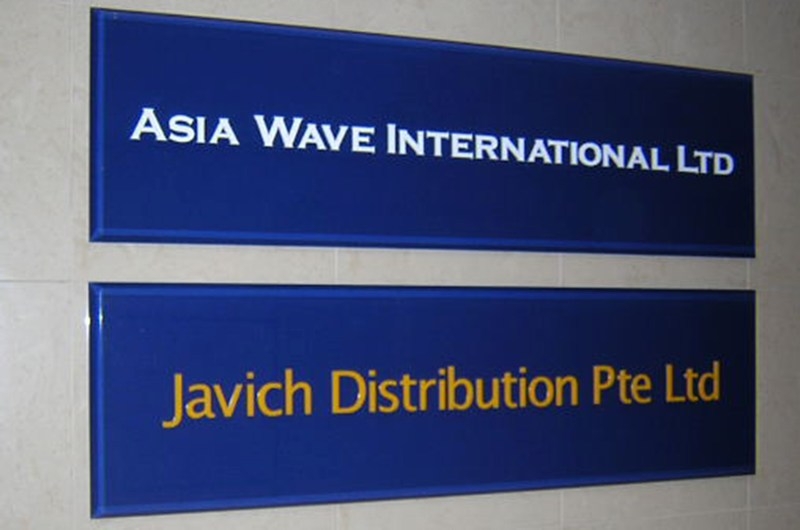 ASIA WAVE INTERNATIONAL LTD
Javich Distribution Pte Ltd